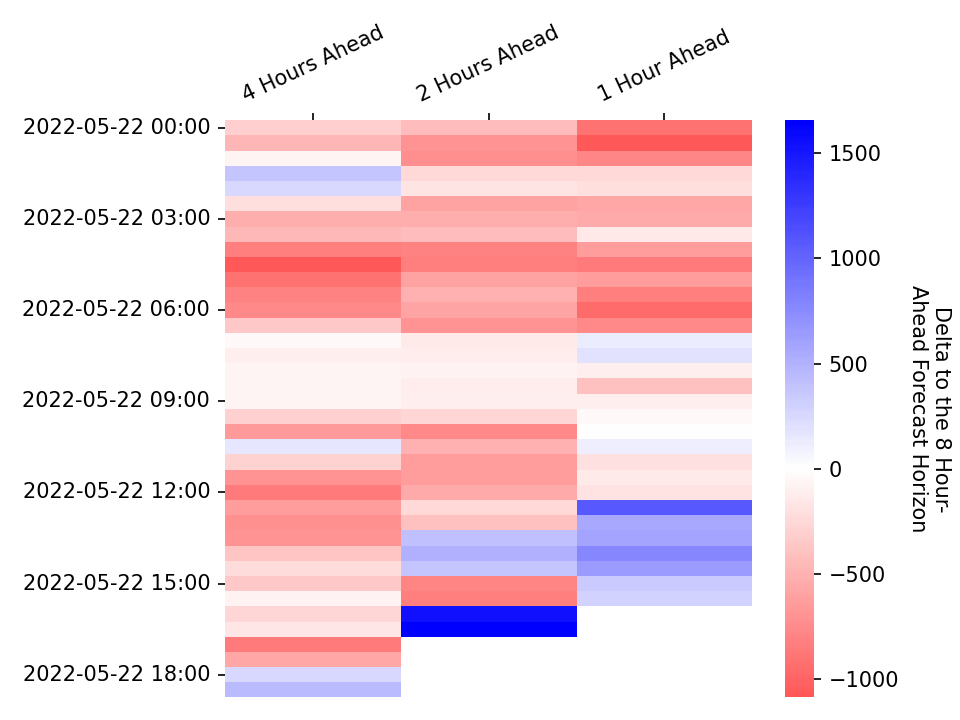 4 Hours Ahead
2 Hours Ahead
1 Hour Ahead
2022-05-22 00:00
2022-05-22 03:00
2022-05-22 06:00
2022-05-22 09:00
2022-05-22 12:00
2022-05-22 15:00
2022-05-22 18:00
1500
1000
500
0
−500
−1000
Delta to the 8 Hour-
Ahead Forecast Horizon